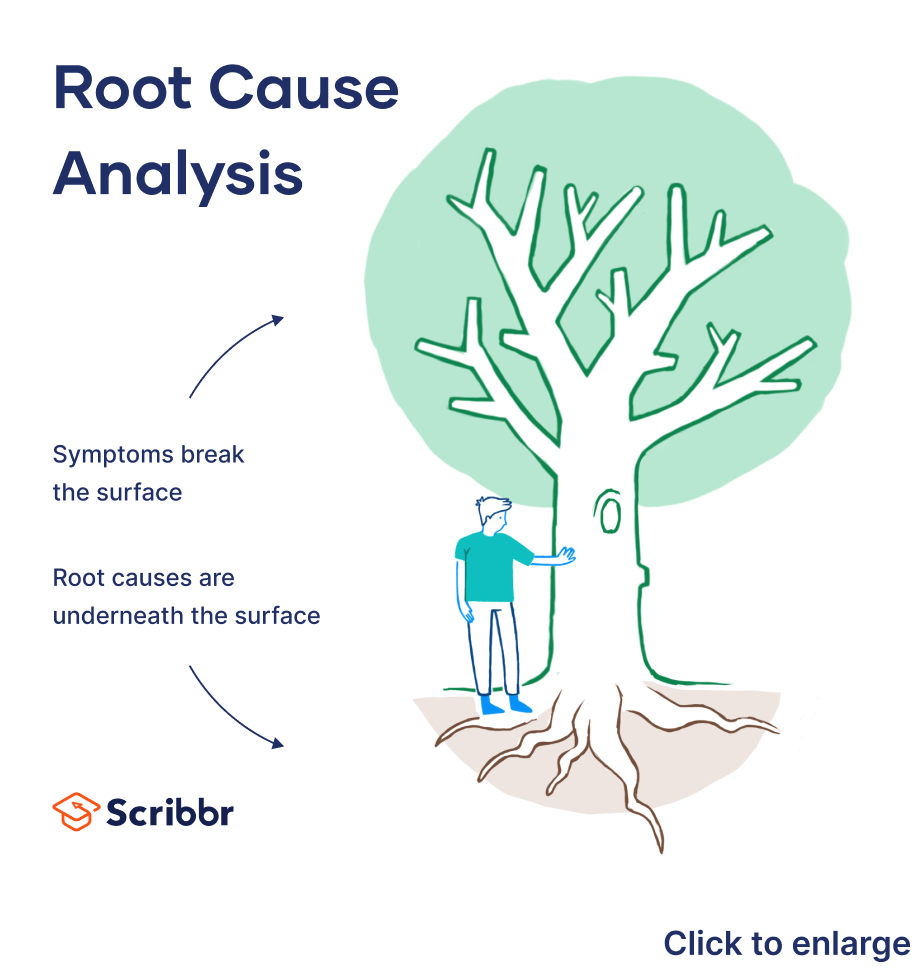 Root Cause
Analysis
Symptoms break
the surface
Root causes are
underneath the surface
Scribbr
Click to enlarge